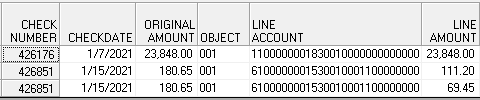 CHECK NUMBER CHECKDATE ORIGINAL AMOUNT OBJECT LINE ACCOUNT LINE AMOUNT
426176 1/7/2021 23,848.00 001 1100000001830010000000000000 23,848.00
426851 1/15/2021 180.65 001 6100000001530010001100000000 111.20
426851 1/15/2021 180.65 001 6100000001530010001100000000 69.45